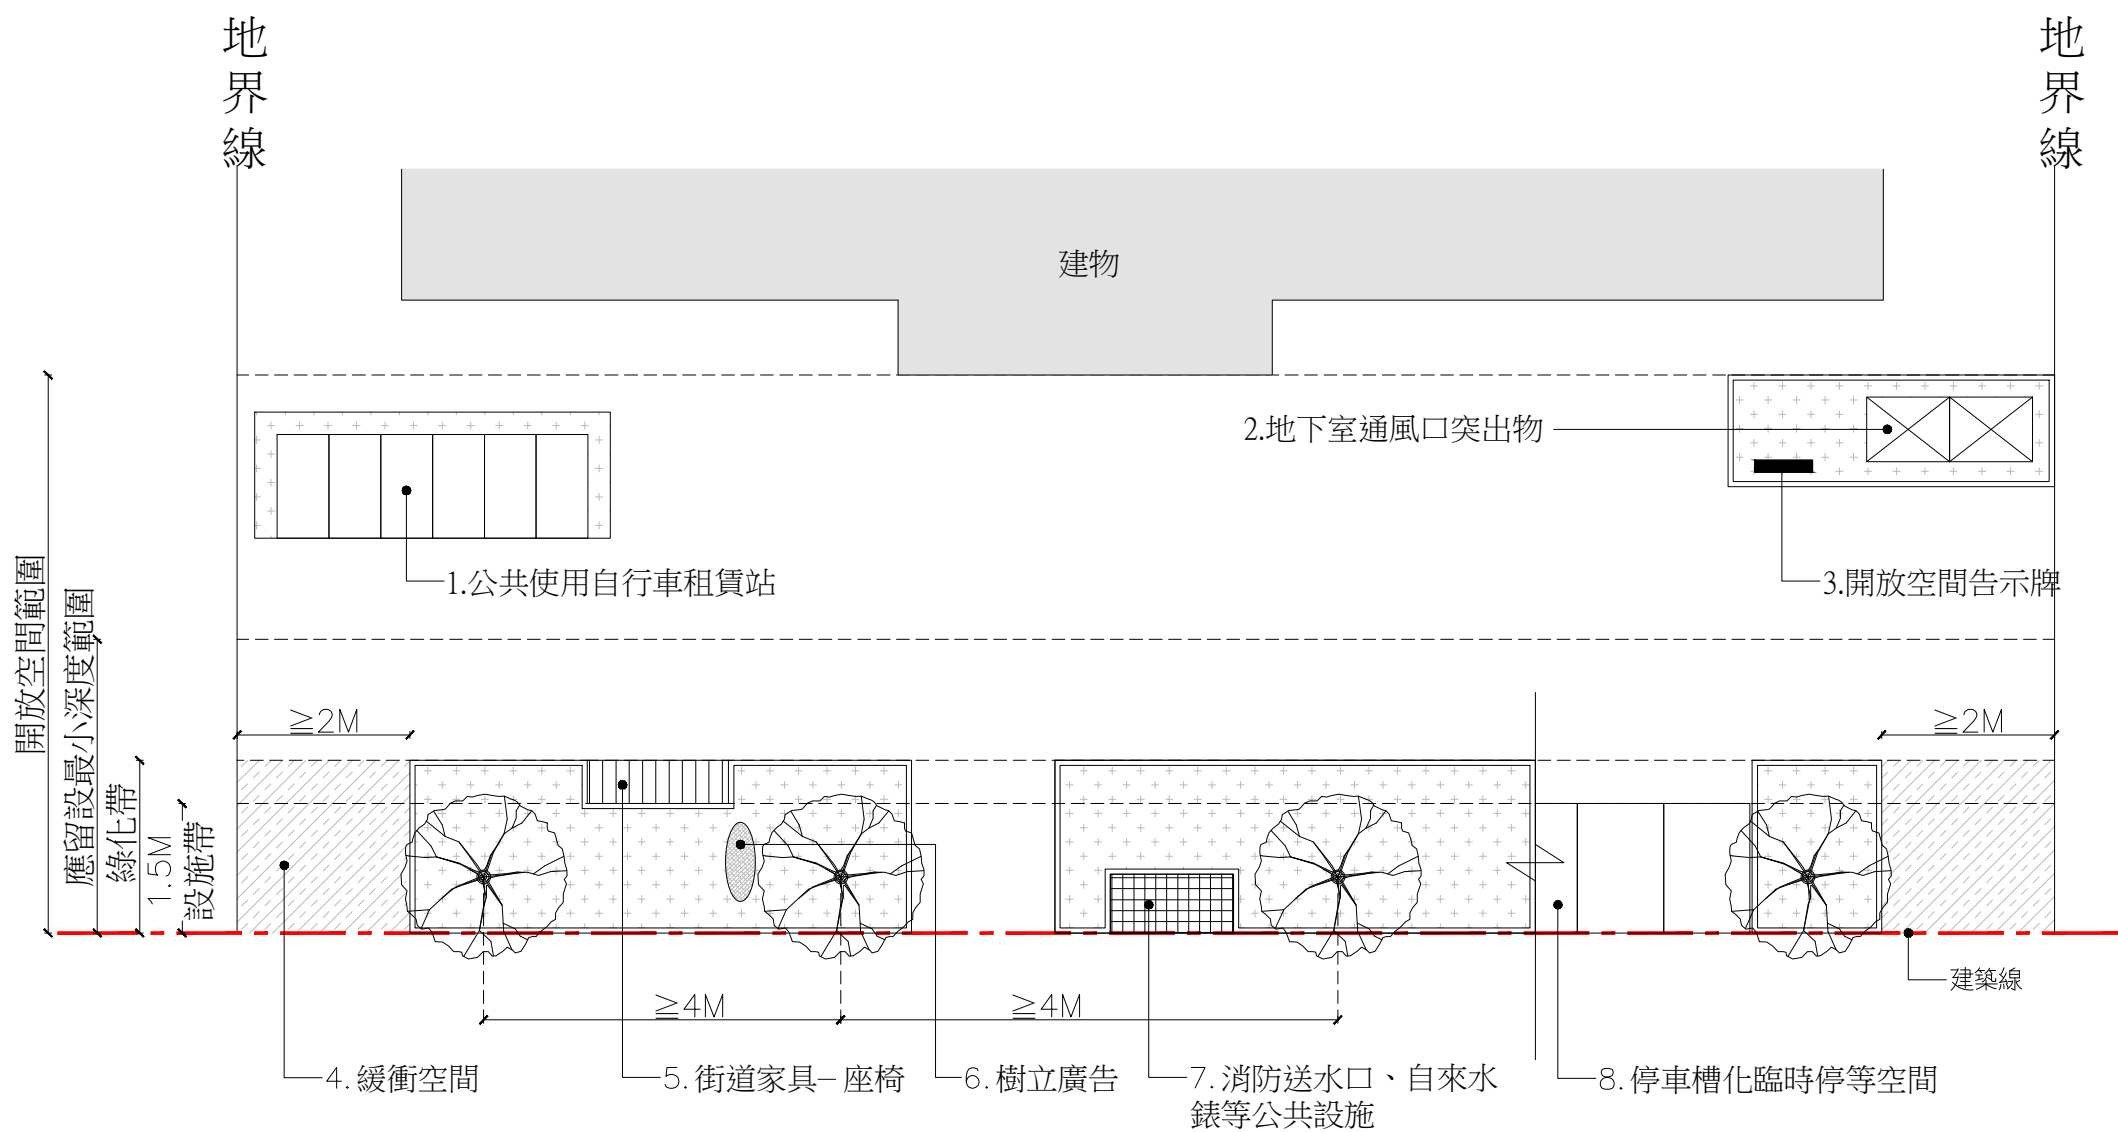 地界線
地界線
建物
2.地下室通風口突出物
1.公共使用自行車租賃站
3.開放空間告示牌
開放空間範圍
應留設最小深度範圍
綠化帶
1.5M
設施帶
≧2M
≧2M
≧4M
≧4M
建築線
4.緩衝空間
5.街道家具–座椅
6.樹立廣告
7.消防送水口、自來水
錶等公共設施
8.停車槽化臨時停等空間